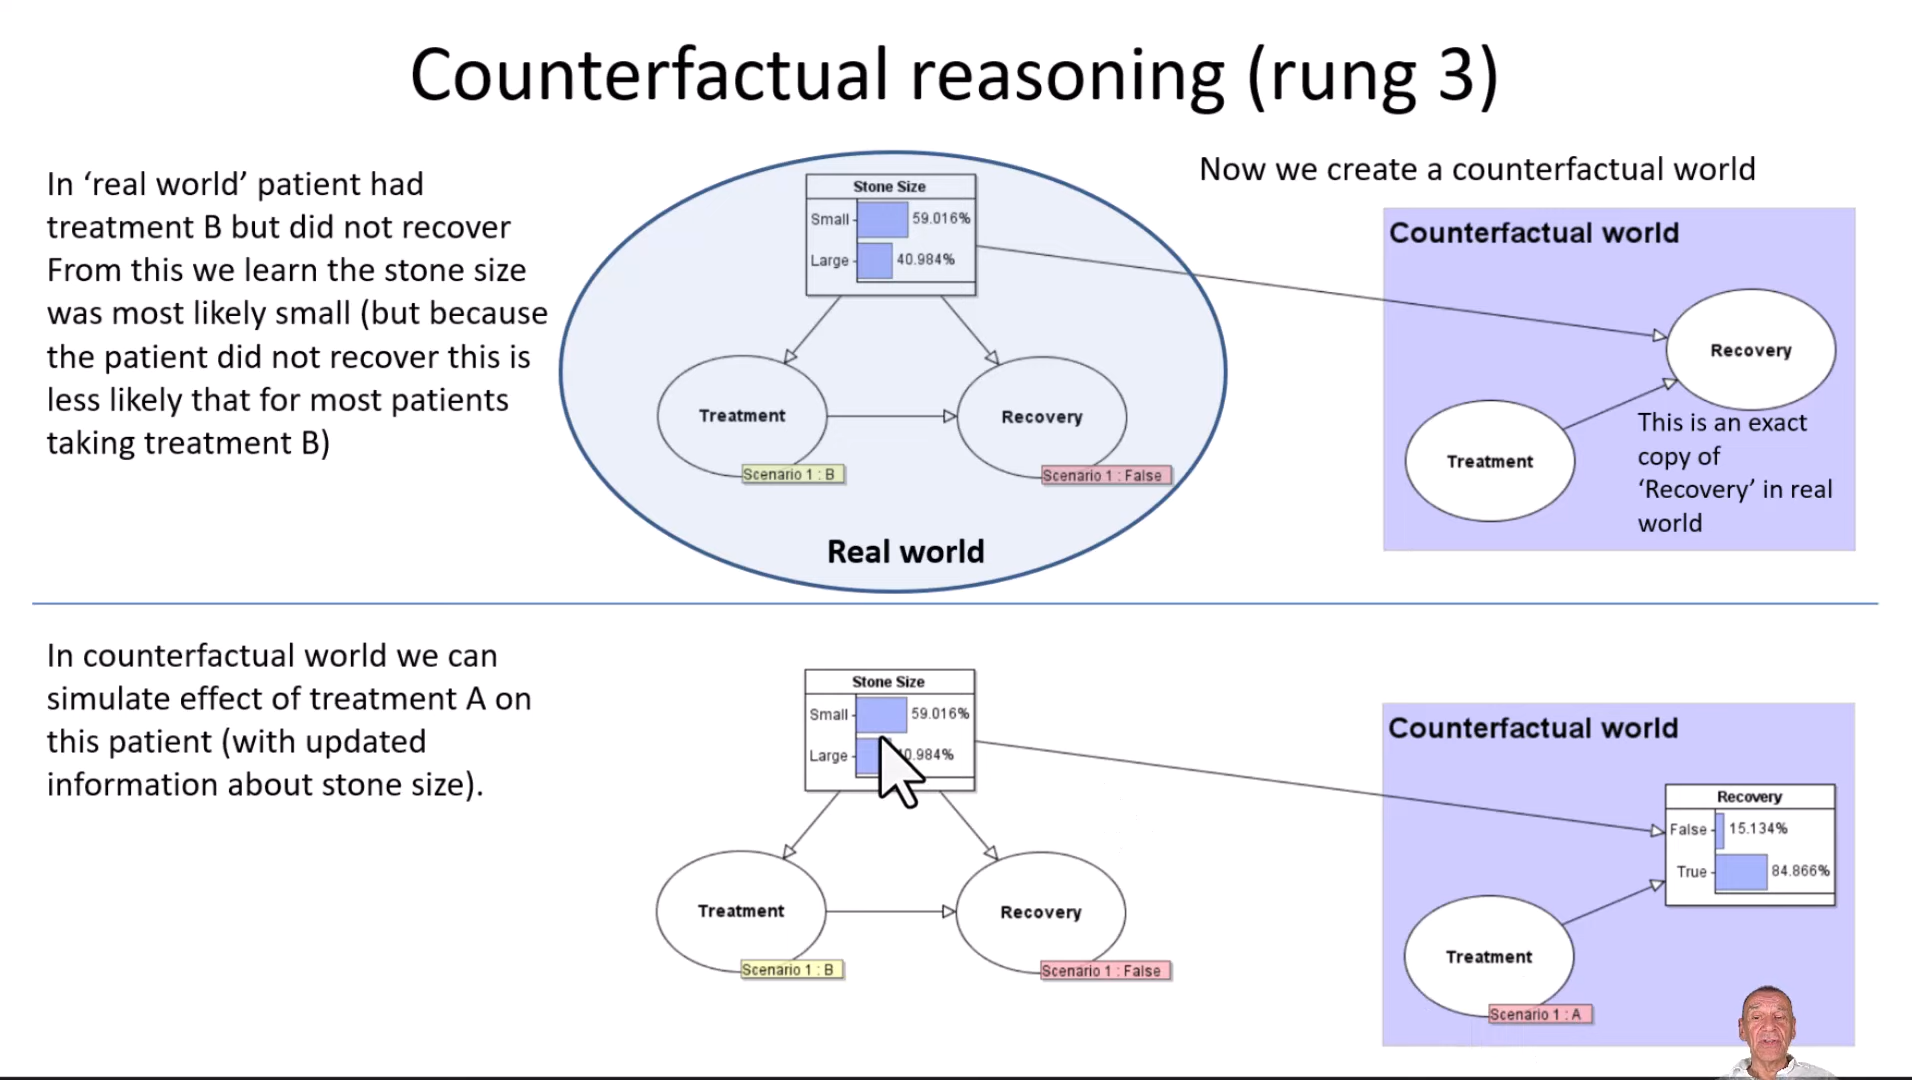 Counterfactual reasoning (rung 3)
In ‘real world’ patient had
treatment B but did not recover
From this we learn the stone size
was most likely small (but because
the patient did not recover this is
less likely that for most patients
taking treatment B)
Stone Size
Small 59.016%
Large 40.984%
Treatment
Scenario 1 : B
Recovery
Scenario 1 : False
Real world
Now we create a counterfactual world
Counterfactual world
Recovery
Treatment
This is an exact
copy of
‘Recovery’ in real
world
In counterfactual world we can
simulate effect of treatment A on
this patient (with updated
information about stone size).
Stone Size
Small 59.016%
Large 0.984%
Treatment
Scenario 1 : B
Recovery
Scenario 1 : False
Counterfactual world
Recovery
False 15.134%
True 84.866%
Treatment
Scenario 1 : A